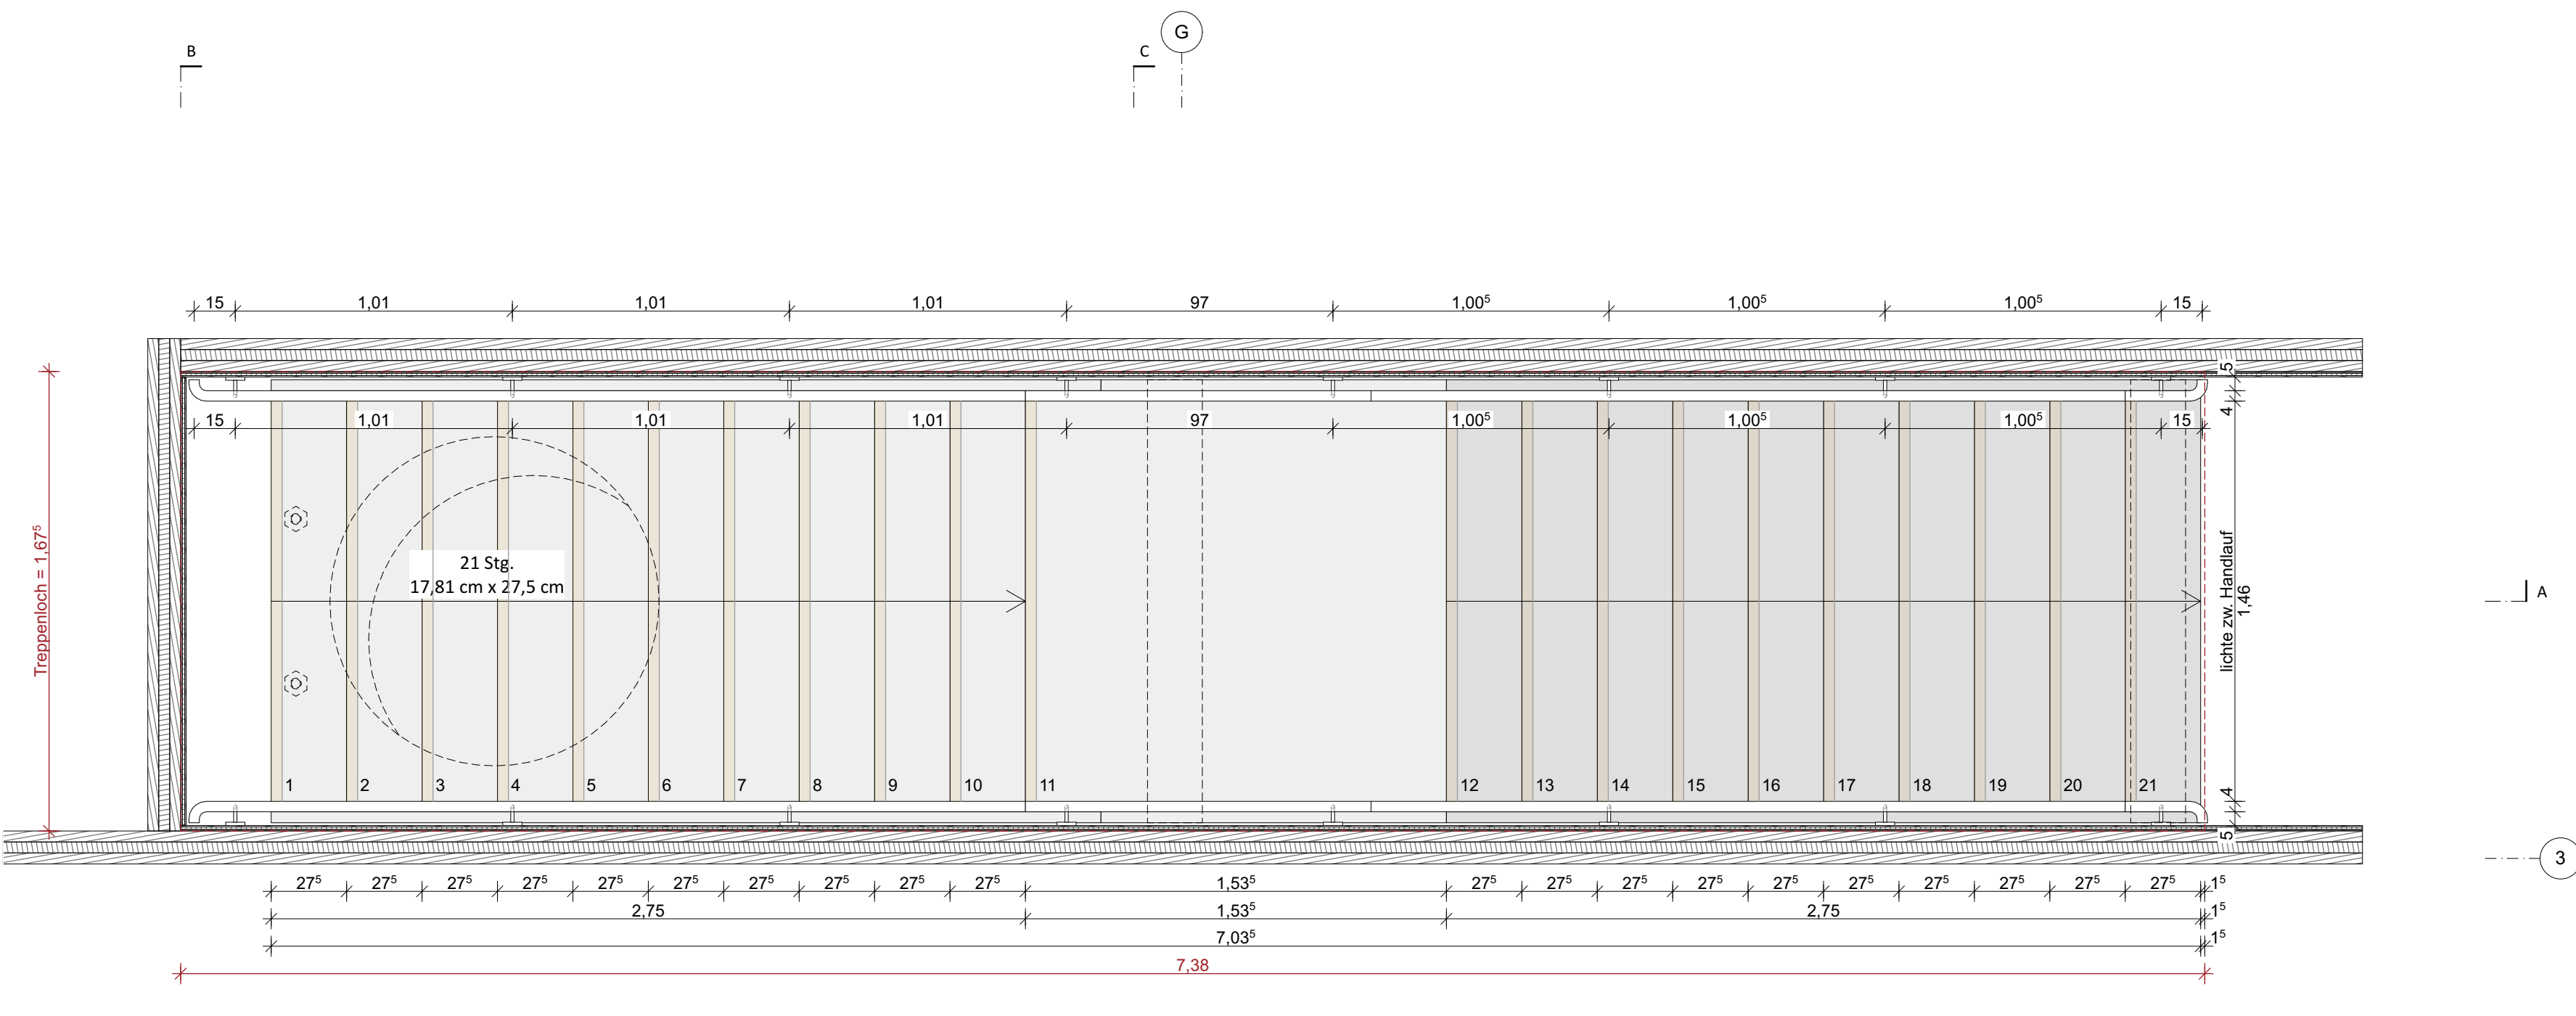 G
B
C
15 1,01 1,01 1,01 97 1,00⁵ 1,00⁵ 1,00⁵ 15
5
4
15 1,01 1,01 1,01 97 1,00⁵ 1,00⁵ 1,00⁵ 15
Treppenloch = 1,67⁵
21 Stg.
17,81 cm x 27,5 cm
lichte zw. Handlauf
1,46
A
1 2 3 4 5 6 7 8 9 10 11 12 13 14 15 16 17 18 19 20 21
4
5
3
27⁵ 27⁵ 27⁵ 27⁵ 27⁵ 27⁵ 27⁵ 27⁵ 27⁵ 27⁵ 1,53⁵ 27⁵ 27⁵ 27⁵ 27⁵ 27⁵ 27⁵ 27⁵ 27⁵ 27⁵ 27⁵ 1⁵
2,75 1,53⁵ 2,75 1⁵
7,03⁵ 1⁵
7,38